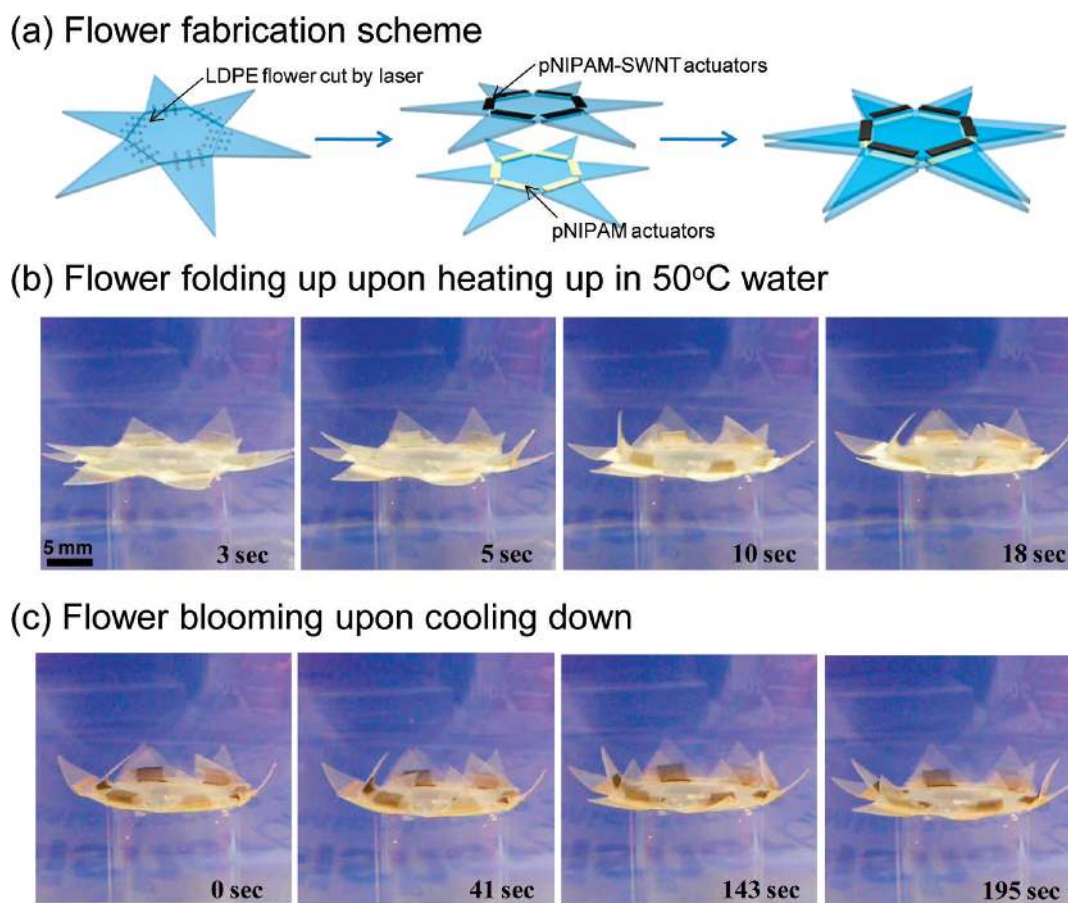 (a) Flower fabrication scheme
LDPE flower cut by laser
pNIPAM-SWNT actuators
pNIPAM actuators
(b) Flower folding up upon heating up in 50°C water
5 mm
3 sec
5 sec
10 sec
18 sec
(c) Flower blooming upon cooling down
0 sec
41 sec
143 sec
195 sec